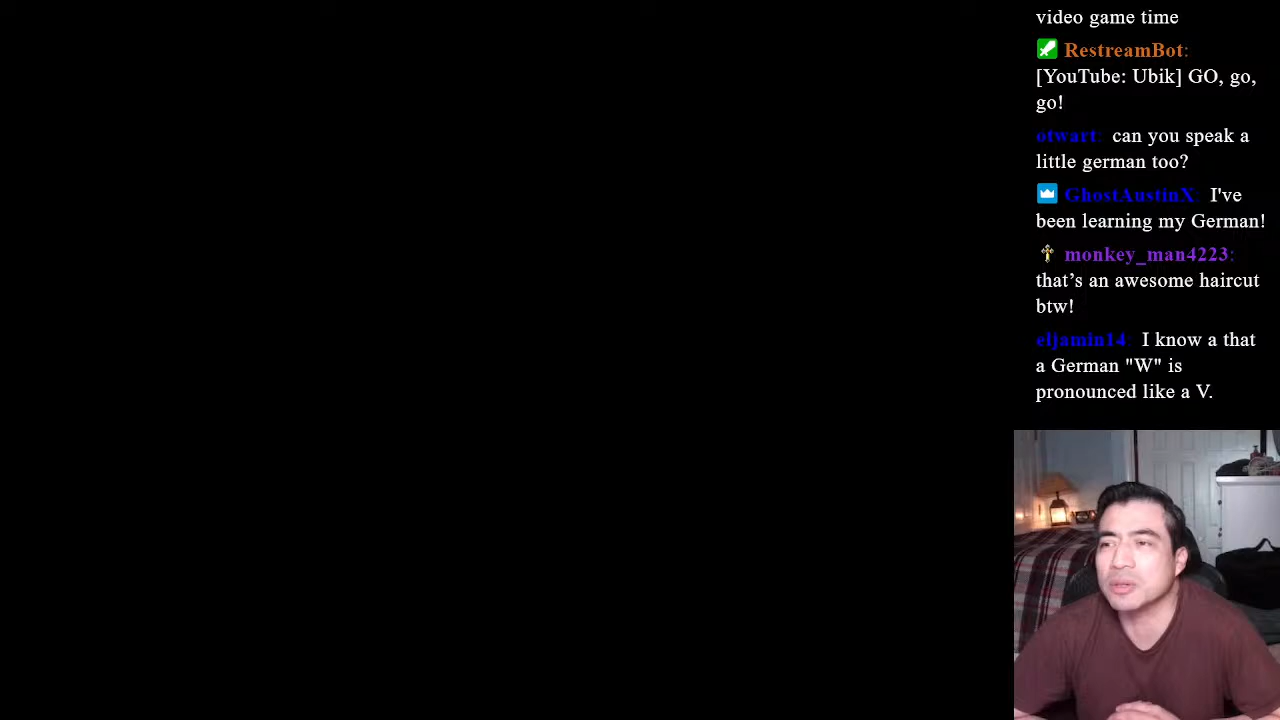 video game time
RestreamBot:
[YouTube: Ubik] GO, go,
go!
otwart: can you speak a
little german too?
GhostAustinX: I've
been learning my German!
monkey_man4223:
that’s an awesome haircut
btw!
eljamin14: I know a that
a German "W" is
pronounced like a V.